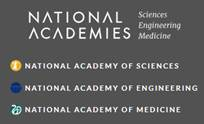 NATIONAL
ACADEMIES
Sciences
Engineering
Medicine
NATIONAL ACADEMY OF SCIENCES
NATIONAL ACADEMY OF ENGINEERING
NATIONAL ACADEMY OF MEDICINE